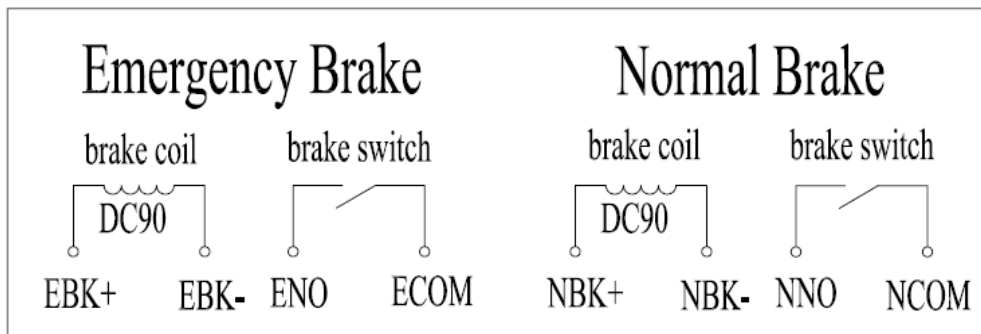 Emergency Brake Normal Brake
brake coil brake switch brake coil brake switch
DC90 DC90
EBK+ EBK- ENO ECOM NBK+ NBK- NNO NCOM